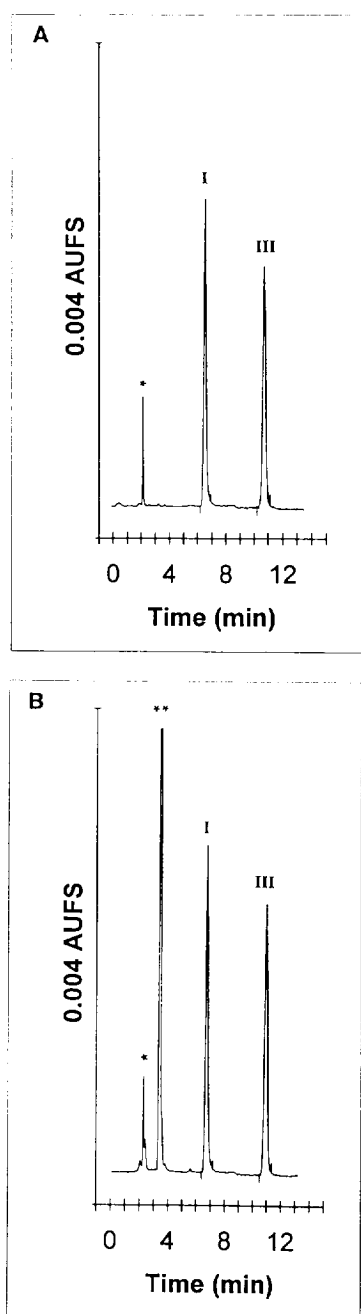 A
I
III
*
0.004 AUFS
0 4 8 12
Time (min)
B
**
I
III
*
0.004 AUFS
0 4 8 12
Time (min)